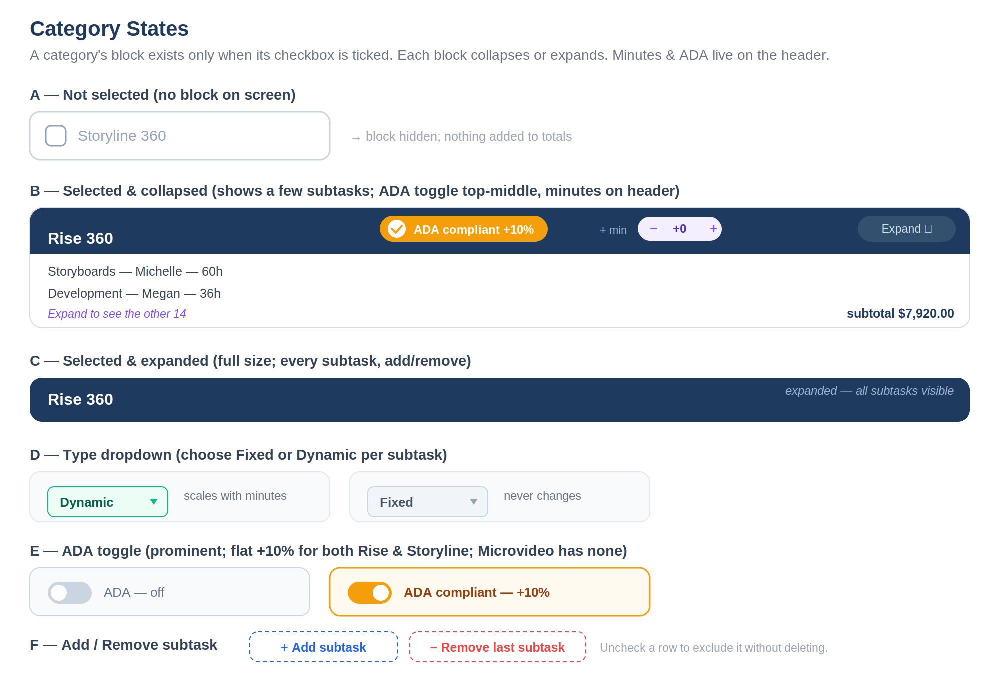 Category States
A category's block exists only when its checkbox is ticked. Each block collapses or expands. Minutes & ADA live on the header.
A — Not selected (no block on screen)
Storyline 360
→ block hidden; nothing added to totals
B — Selected & collapsed (shows a few subtasks; ADA toggle top-middle, minutes on header)
Rise 360
ADA compliant +10%
+ min
− +0 +
Expand
Storyboards — Michelle — 60h
Development — Megan — 36h
Expand to see the other 14
subtotal $7,920.00
C — Selected & expanded (full size; every subtask, add/remove)
Rise 360
expanded — all subtasks visible
D — Type dropdown (choose Fixed or Dynamic per subtask)
Dynamic
scales with minutes
Fixed
never changes
E — ADA toggle (prominent; flat +10% for both Rise & Storyline; Microvideo has none)
ADA — off
ADA compliant — +10%
F — Add / Remove subtask
+ Add subtask
− Remove last subtask
Uncheck a row to exclude it without deleting.